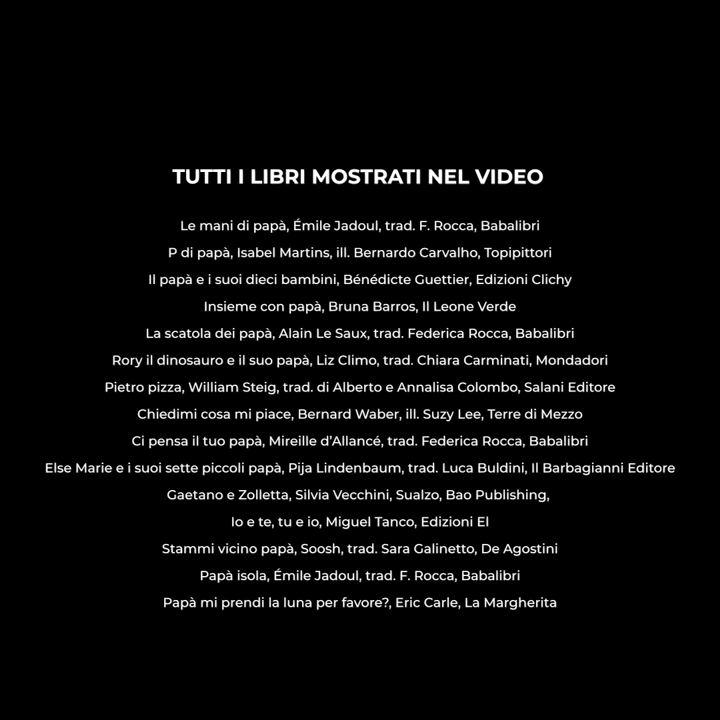 TUTTI I LIBRI MOSTRATI NEL VIDEO
Le mani di papà, Émile Jadoul, trad. F. Rocca, Babalibri
P di papà, Isabel Martins, ill. Bernardo Carvalho, Topipittori
Il papà e i suoi dieci bambini, Bénédicte Guettier, Edizioni Clichy
Insieme con papà, Bruna Barros, Il Leone Verde
La scatola dei papà, Alain Le Saux, trad. Federica Rocca, Babalibri
Rory il dinosauro e il suo papà, Liz Climo, trad. Chiara Carminati, Mondadori
Pietro pizza, William Steig, trad. di Alberto e Annalisa Colombo, Salani Editore
Chiedimi cosa mi piace, Bernard Waber, ill. Suzy Lee, Terre di Mezzo
Ci pensa il tuo papà, Mireille d’Allancé, trad. Federica Rocca, Babalibri
Else Marie e i suoi sette piccoli papà, Pija Lindenbaum, trad. Luca Buldini, Il Barbagianni Editore
Gaetano e Zolletta, Silvia Vecchini, Sualzo, Bao Publishing,
Io e te, tu e io, Miguel Tanco, Edizioni El
Stammi vicino papà, Soosh, trad. Sara Galinetto, De Agostini
Papà isola, Émile Jadoul, trad. F. Rocca, Babalibri
Papà mi prendi la luna per favore?, Eric Carle, La Margherita